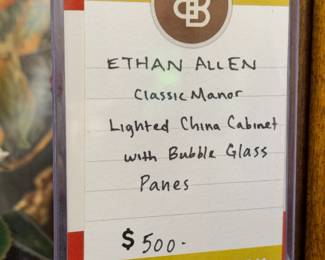 ETHAN ALLEN
Classic Manor
Lighted China Cabinet
with Bubble Glass
Panes
$500-